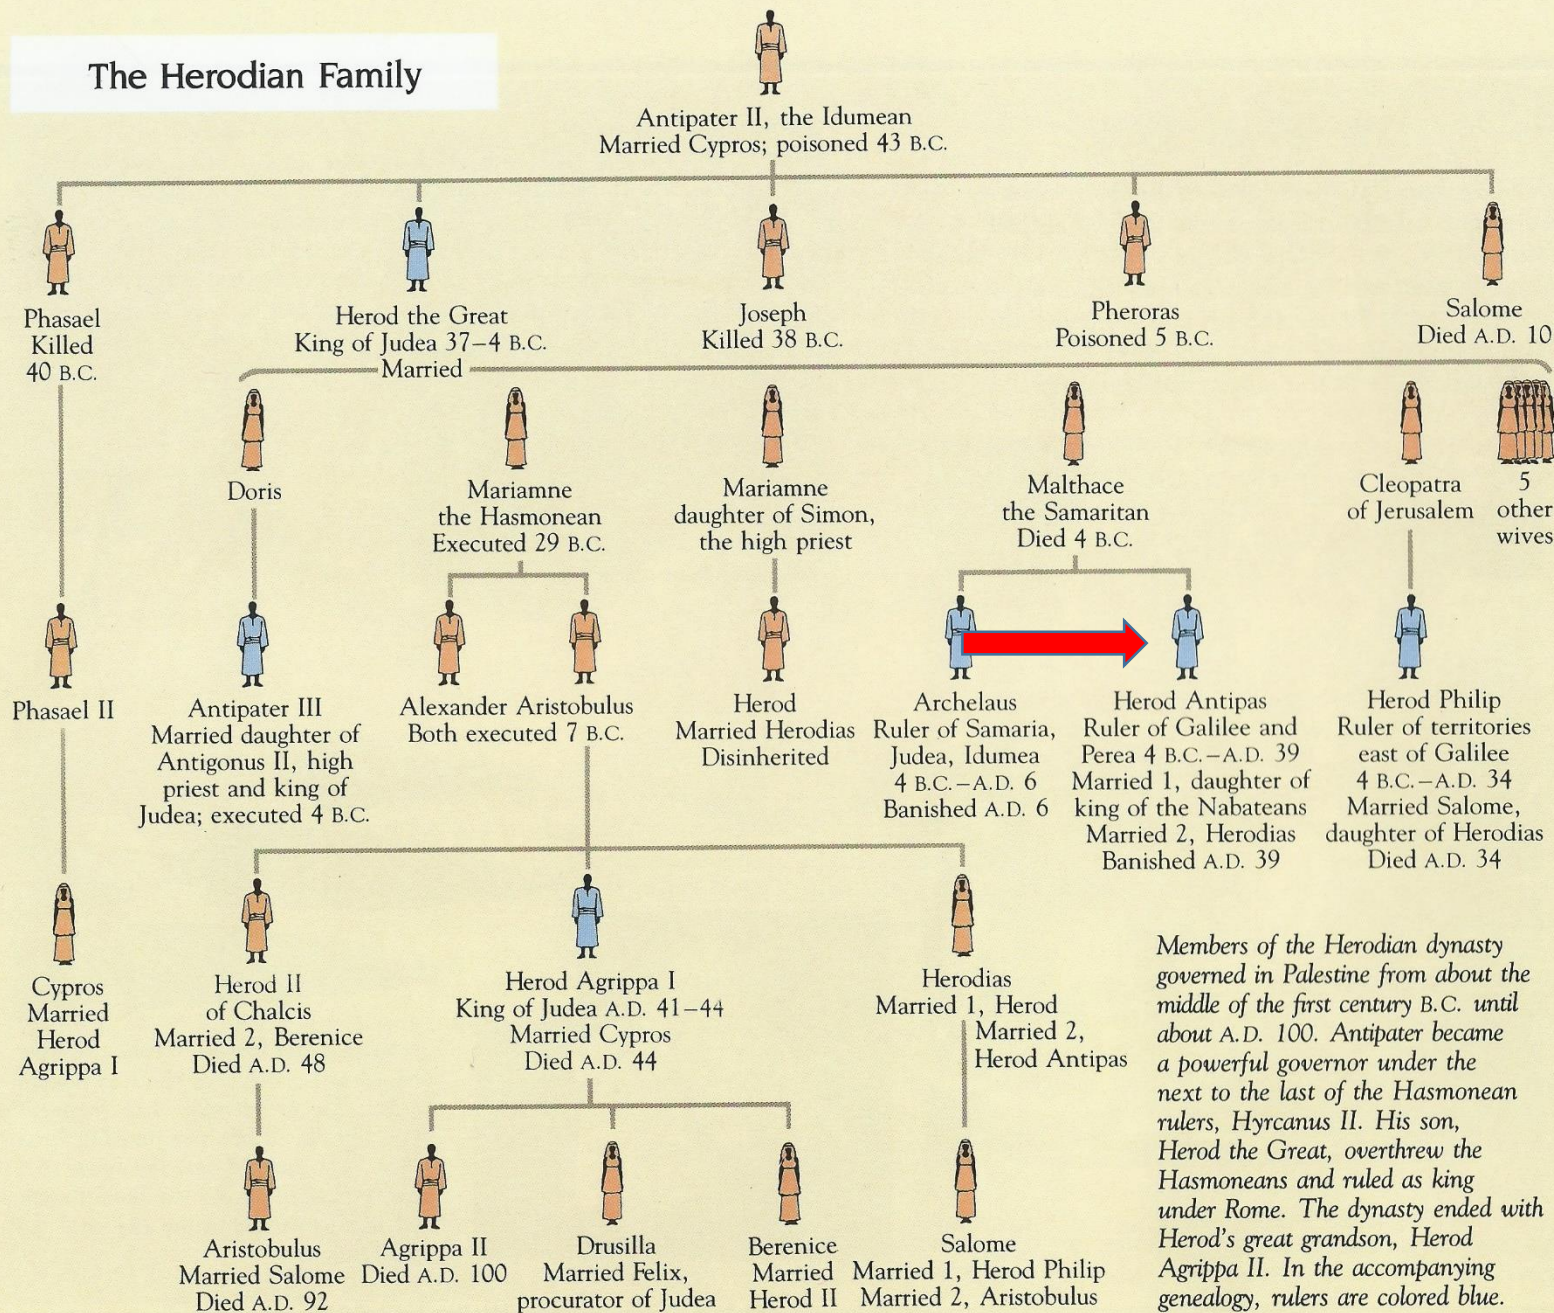 The Herodian Family
Antipater II, the Idumean
Married Cypros; poisoned 43 B.C.
Phasael
Killed
40 B.C.
Herod the Great
King of Judea 37–4 B.C.
Married
Joseph
Killed 38 B.C.
Pheroras
Poisoned 5 B.C.
Salome
Died A.D. 10
Doris
Mariamne
the Hasmonean
Executed 29 B.C.
Mariamne
daughter of Simon,
the high priest
Malthace
the Samaritan
Died 4 B.C.
Cleopatra
of Jerusalem
5
other
wives
Phasael II
Antipater III
Married daughter of
Antigonus II, high
priest and king of
Judea; executed 4 B.C.
Alexander Aristobulus
Both executed 7 B.C.
Herod
Married Herodias
Disinherited
Archelaus
Ruler of Samaria,
Judea, Idumea
4 B.C.–A.D. 6
Banished A.D. 6
Herod Antipas
Ruler of Galilee and
Perea 4 B.C.–A.D. 39
Married 1, daughter of
king of the Nabateans
Married 2, Herodias
Banished A.D. 39
Herod Philip
Ruler of territories
east of Galilee
4 B.C.–A.D. 34
Married Salome,
daughter of Herodias
Died A.D. 34
Cypros
Married
Herod
Agrippa I
Herod II
of Chalcis
Married 2, Berenice
Died A.D. 48
Herod Agrippa I
King of Judea A.D. 41–44
Married Cypros
Died A.D. 44
Herodias
Married 1, Herod
Married 2,
Herod Antipas
Aristobulus
Married Salome
Died A.D. 92
Agrippa II
Died A.D. 100
Drusilla
Married Felix,
procurator of Judea
Berenice
Married
Herod II
Salome
Married 1, Herod Philip
Married 2, Aristobulus
Members of the Herodian dynasty
governed in Palestine from about the
middle of the first century B.C. until
about A.D. 100. Antipater became
a powerful governor under the
next to the last of the Hasmonean
rulers, Hyrcanus II. His son,
Herod the Great, overthrew the
Hasmoneans and ruled as king
under Rome. The dynasty ended with
Herod's great grandson, Herod
Agrippa II. In the accompanying
genealogy, rulers are colored blue.